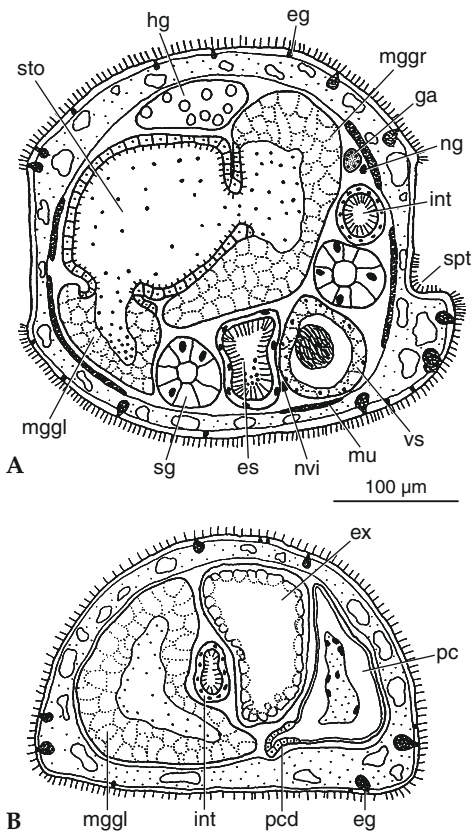 hg
eg
sto
mggr
ga
ng
int
spt
mggl
sg
es
nvi
mu
vs
A
100 µm
ex
pc
mggl
int
pcd
eg
B